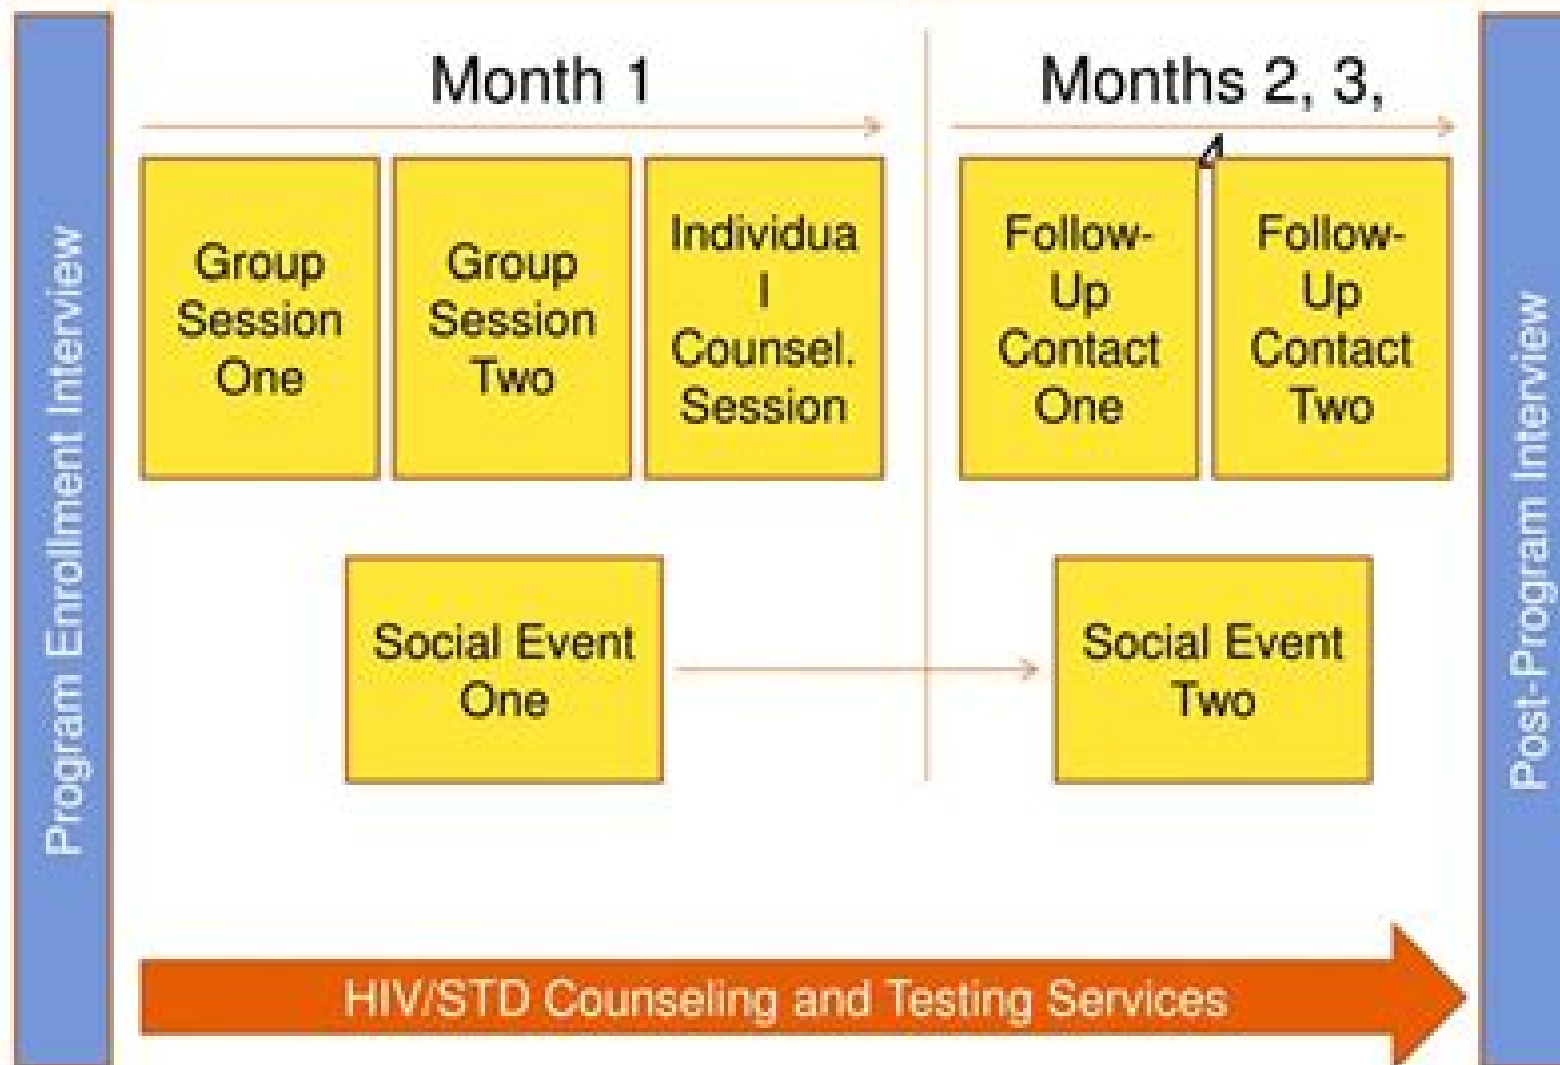 Program Enrollment Interview
Month 1
Months 2, 3,
4
Group
Session
One
Group
Session
Two
Individua
l
Counsel.
Session
Follow-
Up
Contact
One
Follow-
Up
Contact
Two
Social Event
One
Social Event
Two
HIV/STD Counseling and Testing Services
Post-Program Interview